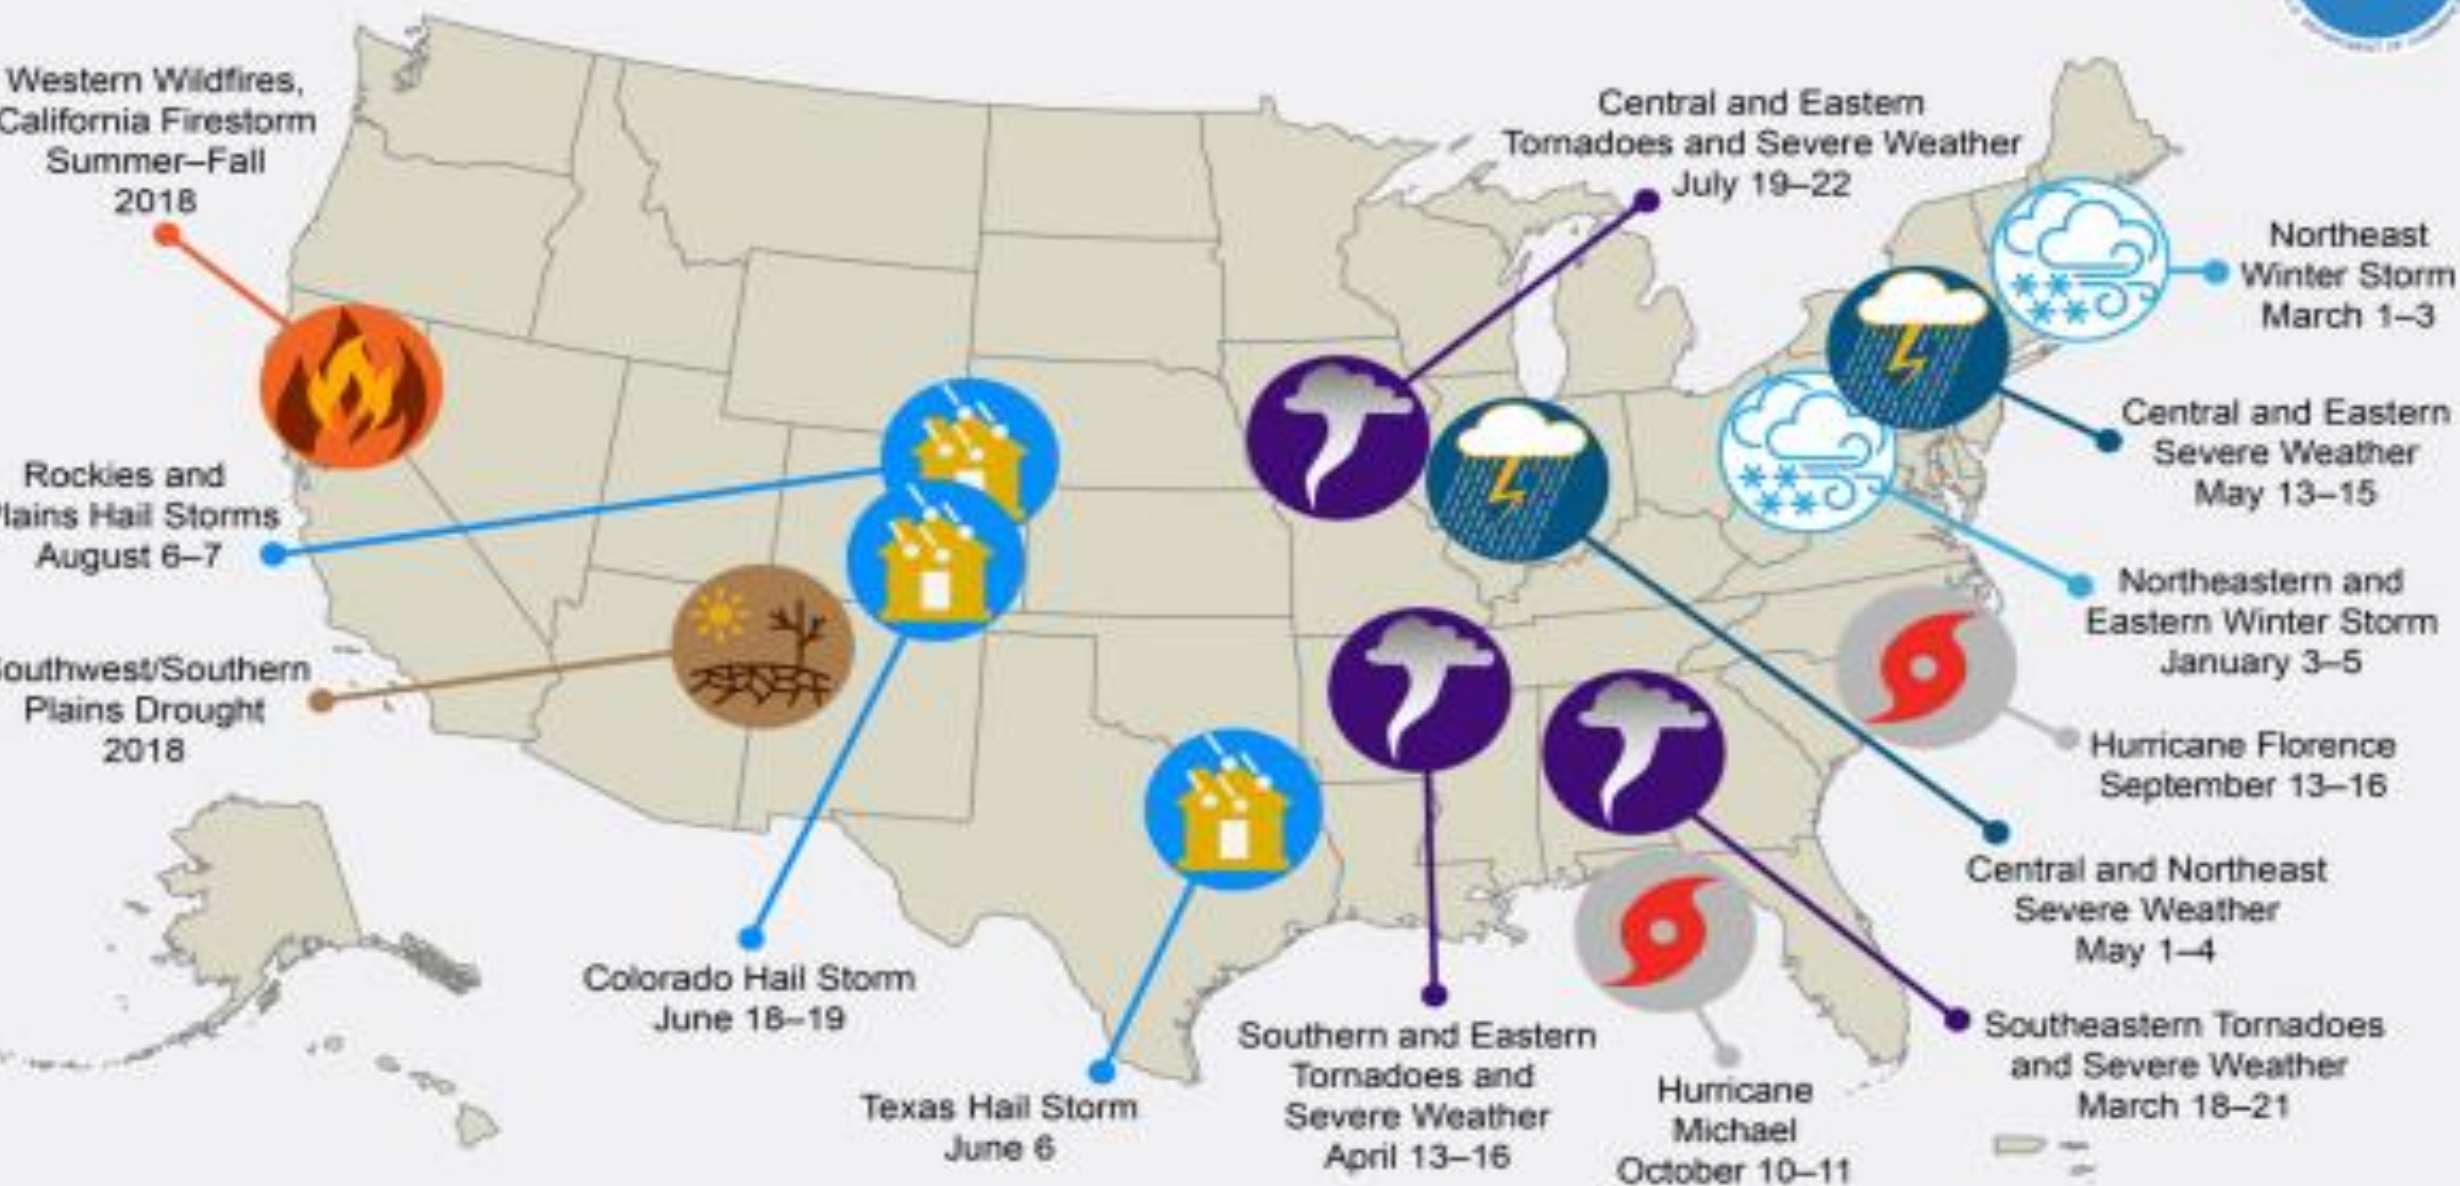 Western Wildfires,
California Firestorm
Summer–Fall
2018
Rockies and
Plains Hail Storms
August 6–7
Southwest/Southern
Plains Drought
2018
Colorado Hail Storm
June 18–19
Texas Hail Storm
June 6
Southern and Eastern
Tornadoes and
Severe Weather
April 13–16
Hurricane
Michael
October 10–11
Southeastern Tornadoes
and Severe Weather
March 18–21
Central and Northeast
Severe Weather
May 1–4
Hurricane Florence
September 13–16
Northeastern and
Eastern Winter Storm
January 3–5
Central and Eastern
Severe Weather
May 13–15
Northeast
Winter Storm
March 1–3
Central and Eastern
Tornadoes and Severe Weather
July 19–22